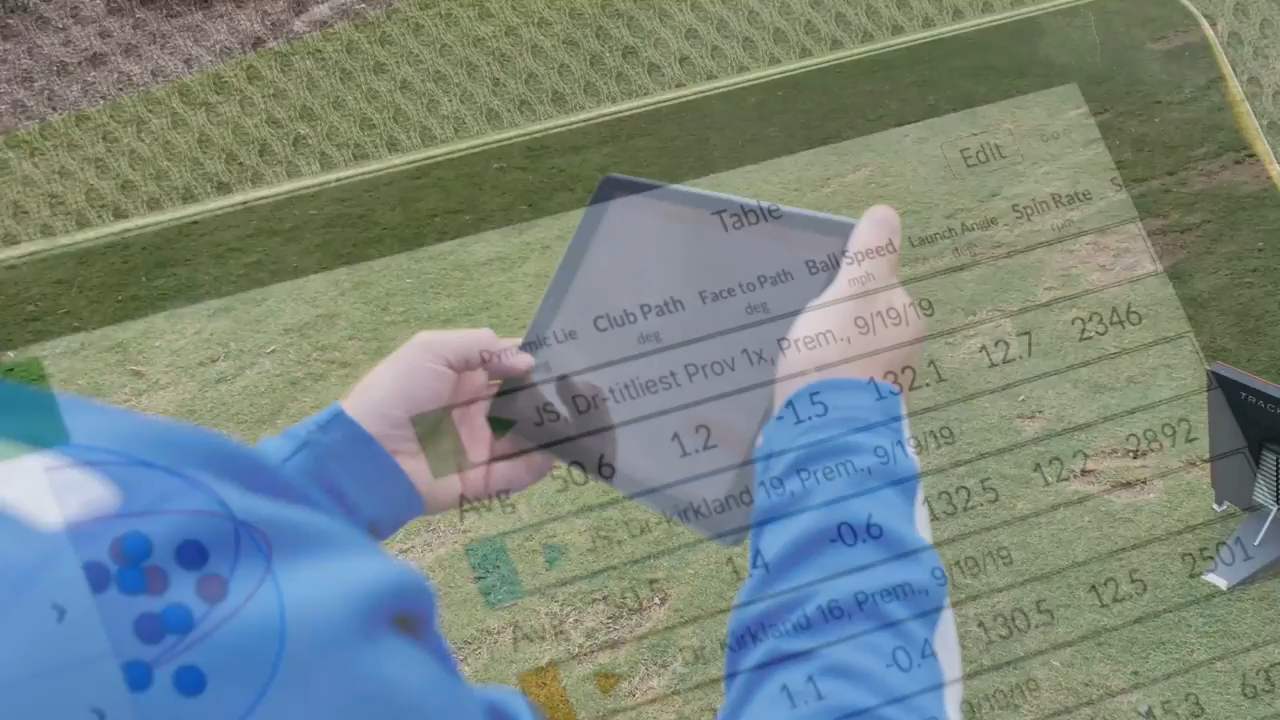 Edit
Table
Dynamic Lie Club Path Face to Path Ball Speed Launch Angle Spin Rate
deg deg mph deg rpm
JS, Dr-titliest Prov 1x, Prem., 9/19/19
Avg 50.6 1.2 -1.5 132.1 12.7 2346
JS, Dr-kirkland 19, Prem., 9/19/19
Avg 1.4 -0.6 132.5 12.2 2892
Kirkland 16, Prem., 9/19/19
1.1 -0.4 130.5 12.5 2501